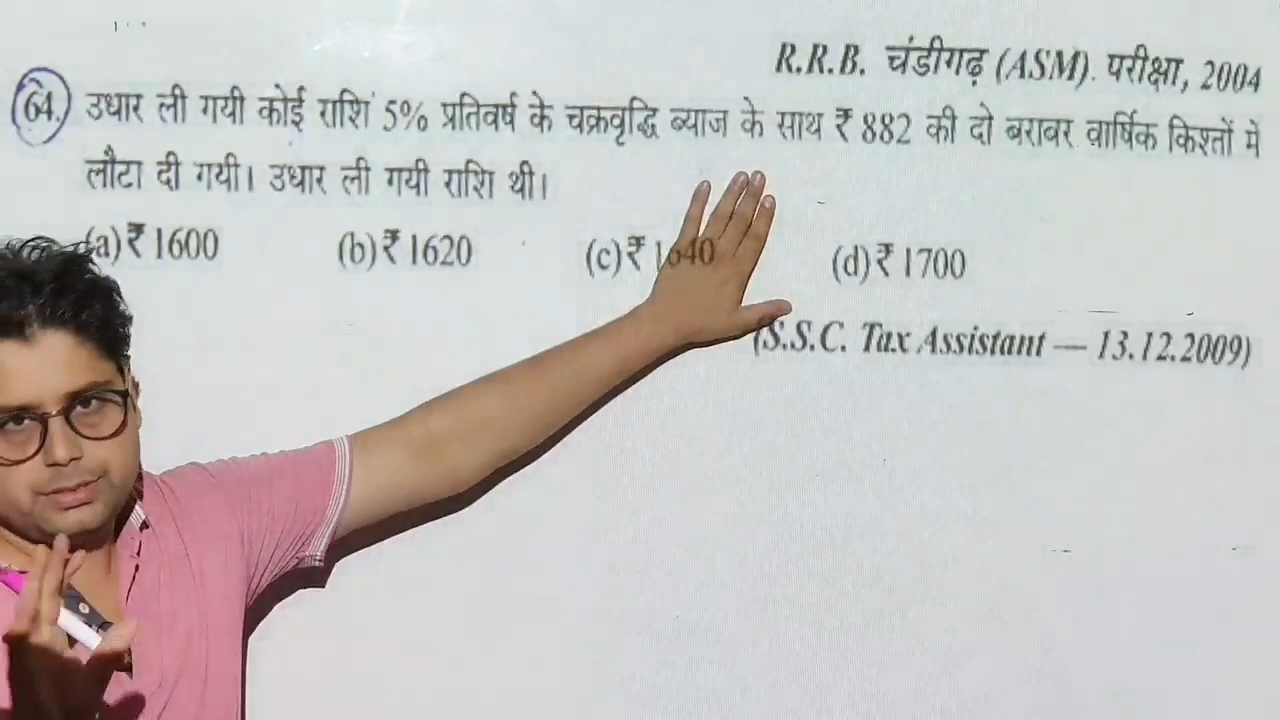 R.R.B. चंडीगढ़ (ASM). परीक्षा, 2004
64. उधार ली गयी कोई राशि 5% प्रतिवर्ष के चक्रवृद्धि ब्याज के साथ ₹ 882 की दो बराबर वार्षिक किश्तों में
लौटा दी गयी। उधार ली गयी राशि थी।
(a) ₹ 1600 (b) ₹ 1620 (c) ₹ 1640 (d) ₹ 1700
(S.S.C. Tax Assistant — 13.12.2009)